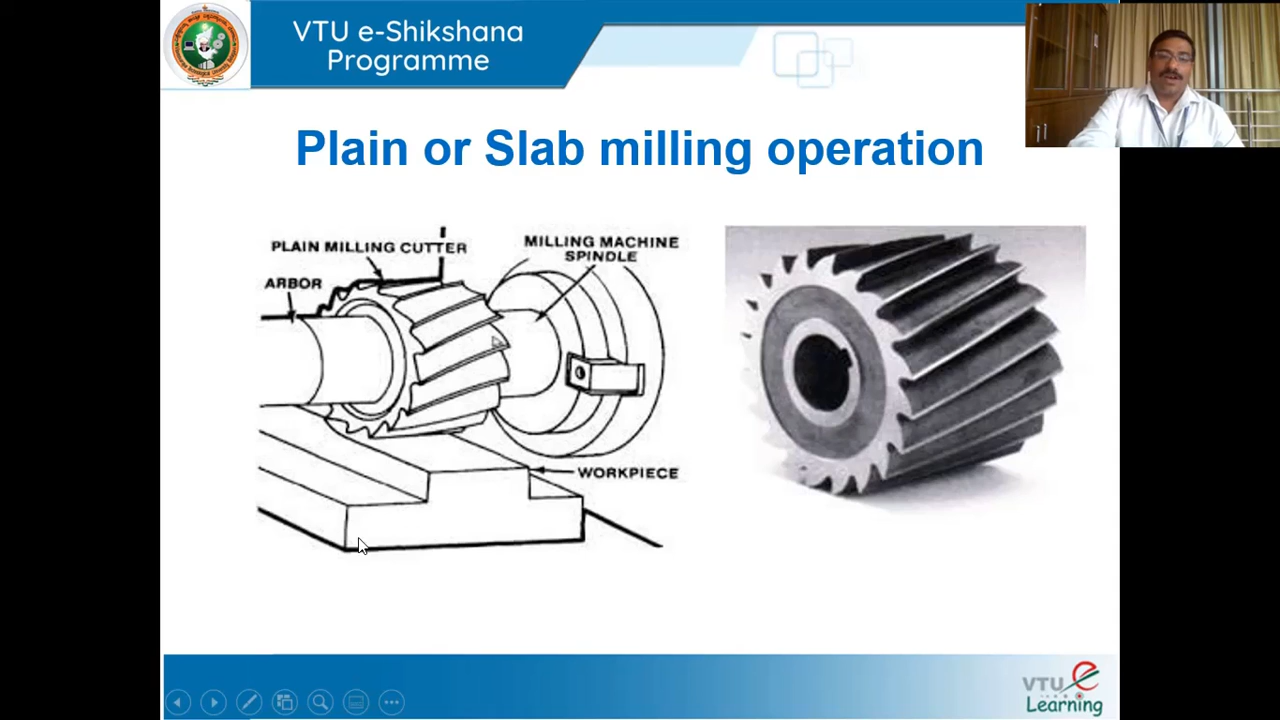 VTU e-Shikshana
Programme
Plain or Slab milling operation
PLAIN MILLING CUTTER
ARBOR
MILLING MACHINE
SPINDLE
WORKPIECE
VTU e
Learning